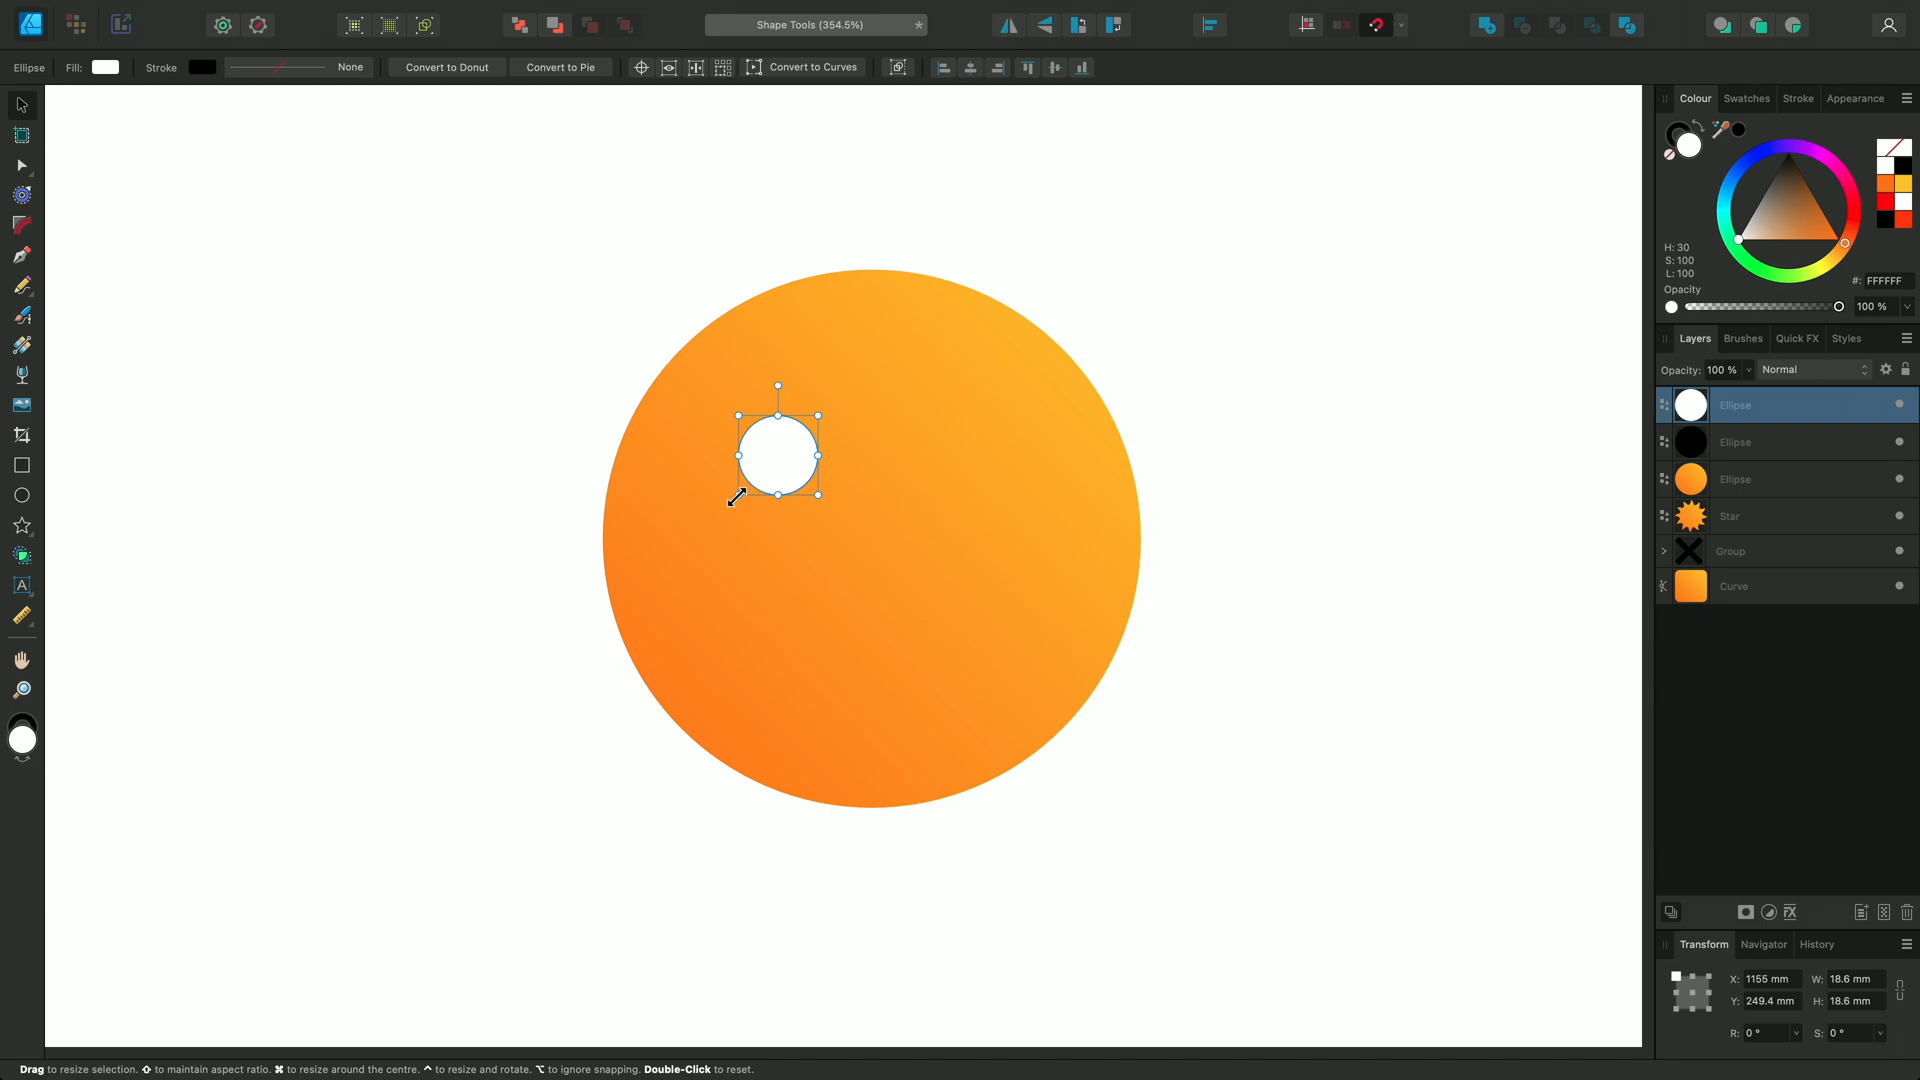 Shape Tools (354.5%)
*
Ellipse
Fill:
Stroke
None
Convert to Donut
Convert to Pie
Convert to Curves
Colour
Swatches
Stroke
Appearance
H: 30
S: 100
L: 100
#: FFFFFF
Opacity
100 %
Layers
Brushes
Quick FX
Styles
Opacity: 100 %
Normal
Ellipse
Ellipse
Ellipse
Star
Group
Curve
FX
A
Transform
Navigator
History
X: 1155 mm
W: 18.6 mm
Y: 249.4 mm
H: 18.6 mm
R: 0 °
S: 0 °
Drag to resize selection. ⇧ to maintain aspect ratio. ⌘ to resize around the centre. ^ to resize and rotate. ⌥ to ignore snapping. Double-Click to reset.